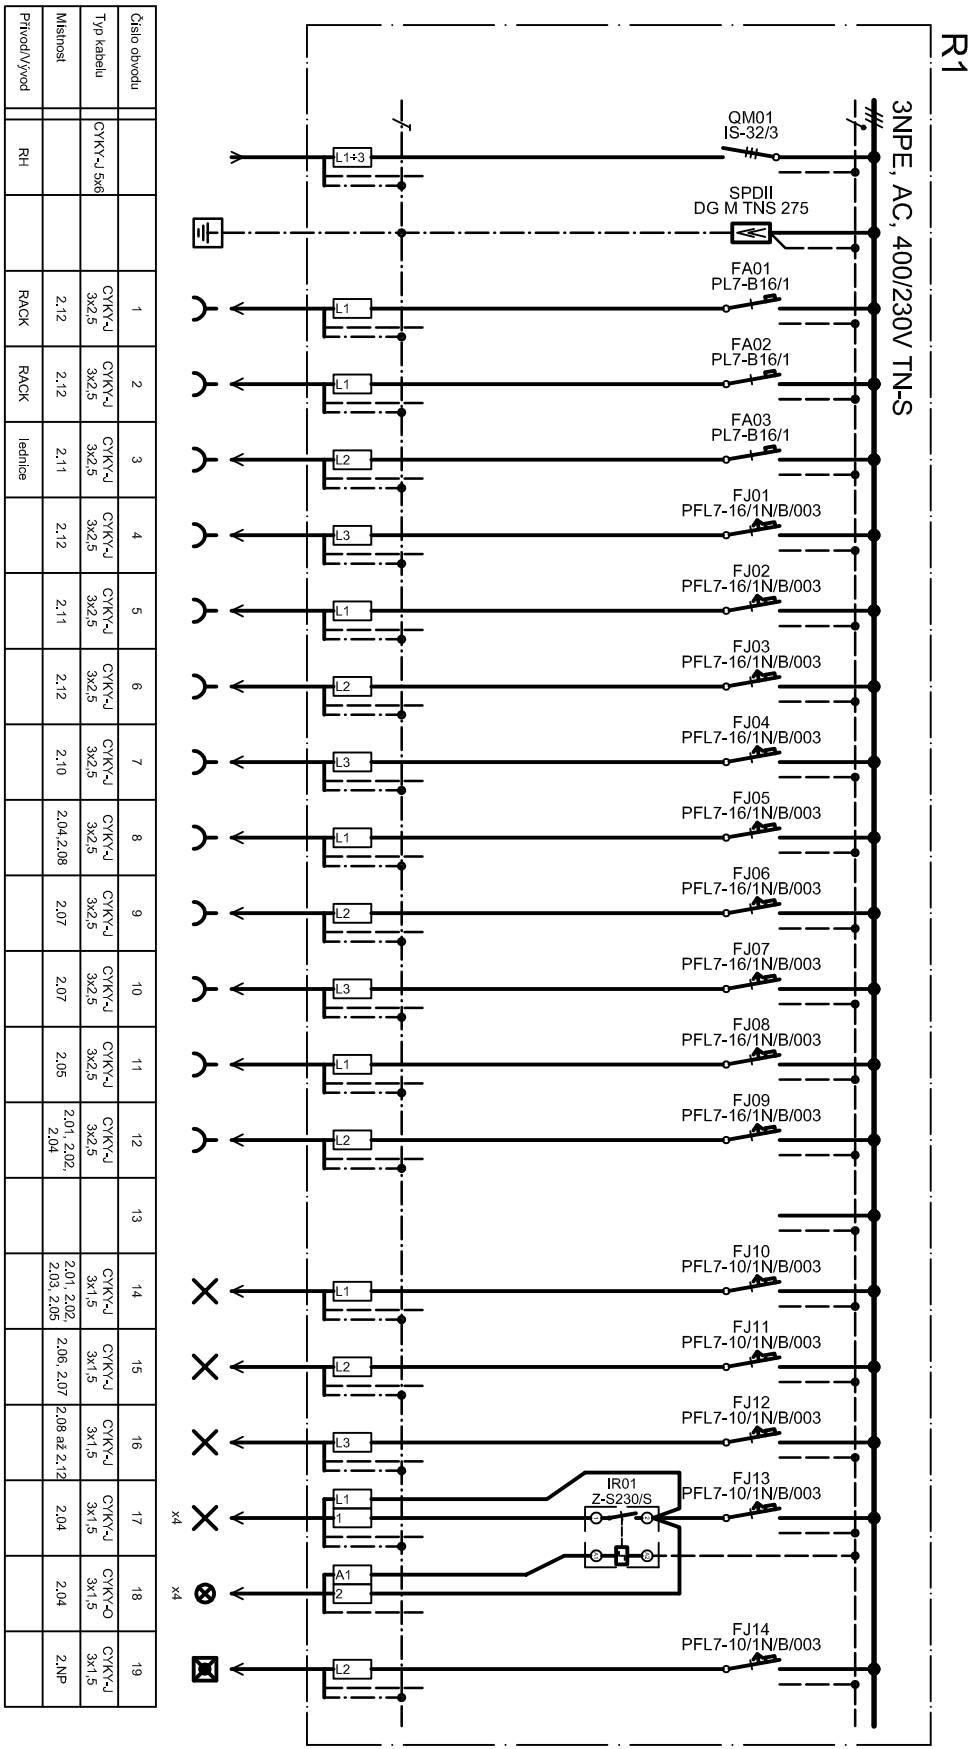 R1
3NPE, AC, 400/230V TN-S
QM01
IS-32/3
L1÷3
SPDII
DG M TNS 275
FA01
PL7-B16/1
L1
FA02
PL7-B16/1
L1
FA03
PL7-B16/1
L2
FJ01
PFL7-16/1N/B/003
L3
FJ02
PFL7-16/1N/B/003
L1
FJ03
PFL7-16/1N/B/003
L2
FJ04
PFL7-16/1N/B/003
L3
FJ05
PFL7-16/1N/B/003
L1
FJ06
PFL7-16/1N/B/003
L2
FJ07
PFL7-16/1N/B/003
L3
FJ08
PFL7-16/1N/B/003
L1
FJ09
PFL7-16/1N/B/003
L2
FJ10
PFL7-10/1N/B/003
L1
FJ11
PFL7-10/1N/B/003
L2
FJ12
PFL7-10/1N/B/003
L3
FJ13
PFL7-10/1N/B/003
IR01
Z-S230/S
1
2
A1
A2
L1
1
A1
2
FJ14
PFL7-10/1N/B/003
L2
x4
x4
Číslo obvodu
1
2
3
4
5
6
7
8
9
10
11
12
13
14
15
16
17
18
19
Typ kabelu
CYKY-J 5x6
CYKY-J
3x2,5
CYKY-J
3x2,5
CYKY-J
3x2,5
CYKY-J
3x2,5
CYKY-J
3x2,5
CYKY-J
3x2,5
CYKY-J
3x2,5
CYKY-J
3x2,5
CYKY-J
3x2,5
CYKY-J
3x2,5
CYKY-J
3x2,5
CYKY-J
3x2,5
CYKY-J
3x1,5
CYKY-J
3x1,5
CYKY-J
3x1,5
CYKY-J
3x1,5
CYKY-O
3x1,5
CYKY-J
3x1,5
Místnost
2.12
2.12
2.11
2.12
2.11
2.12
2.10
2.04,2.08
2.07
2.07
2.05
2.01, 2.02,
2.04
2.01, 2.02,
2.03, 2.05
2.06, 2.07
2.08 až 2.12
2.04
2.04
2.NP
Přívod/Vývod
RH
RACK
RACK
lednice